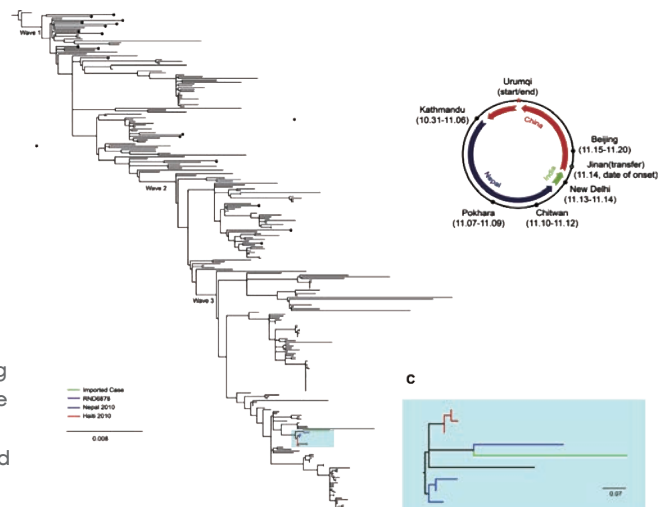 Wave 1
Wave 2
Wave 3
Imported Case
RND6878
Nepal 2010
Haiti 2010
0.008
g
e
d
Urumqi
(start/end)
Kathmandu
(10.31-11.06)
China
Beijing
(11.15-11.20)
Jinan(transfer)
(11.14, date of onset)
India
Nepal
New Delhi
(11.13-11.14)
Pokhara
(11.07-11.09)
Chitwan
(11.10-11.12)
C
0.07